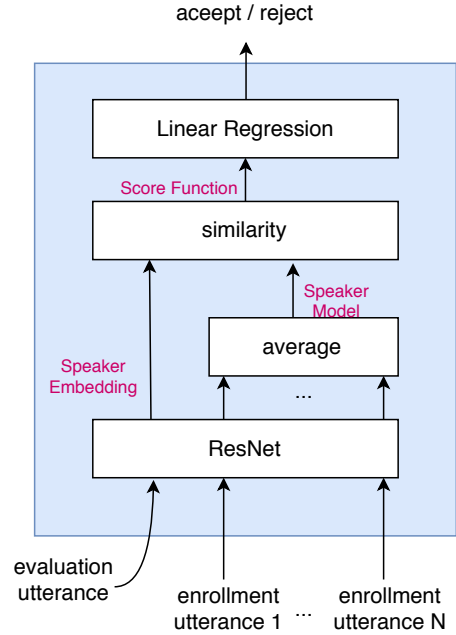 aceept / reject
Linear Regression
Score Function
similarity
Speaker
Model
average
Speaker
Embedding
...
ResNet
evaluation
utterance
enrollment
utterance 1
...
enrollment
utterance N